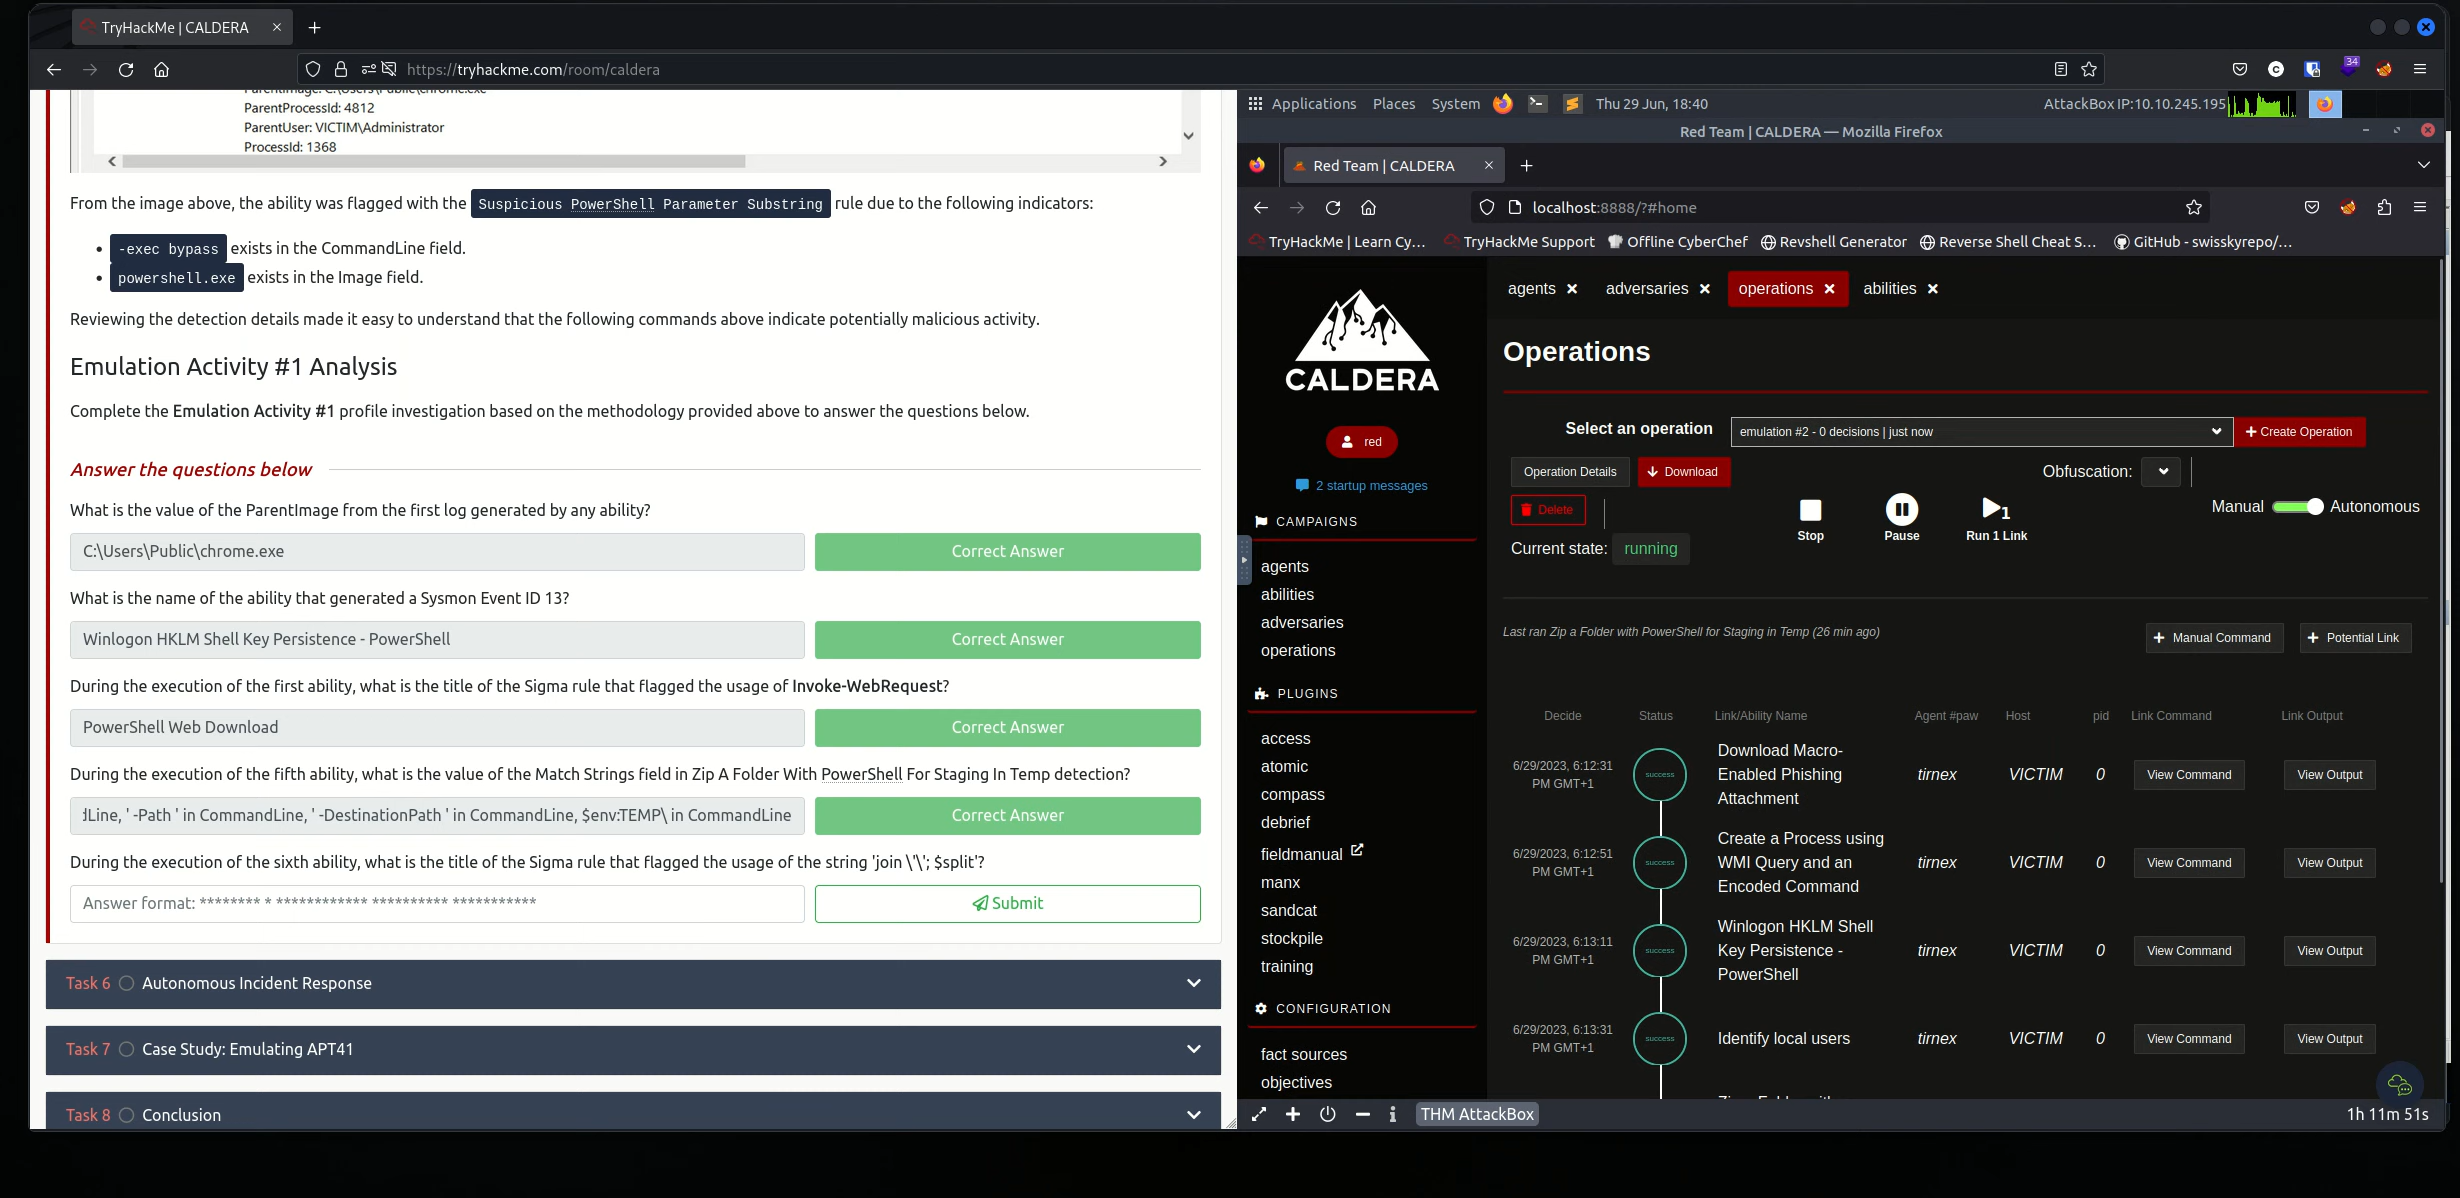 TryHackMe | CALDERA
https://tryhackme.com/room/caldera
34
ParentImage: C:\Users\Public\chrome.exe
ParentProcessId: 4812
ParentUser: VICTIM\Administrator
ProcessId: 1368
From the image above, the ability was flagged with the Suspicious PowerShell Parameter Substring rule due to the following indicators:
• -exec bypass exists in the CommandLine field.
• powershell.exe exists in the Image field.
Reviewing the detection details made it easy to understand that the following commands above indicate potentially malicious activity.
Emulation Activity #1 Analysis
Complete the Emulation Activity #1 profile investigation based on the methodology provided above to answer the questions below.
Answer the questions below
What is the value of the ParentImage from the first log generated by any ability?
C:\Users\Public\chrome.exe
Correct Answer
What is the name of the ability that generated a Sysmon Event ID 13?
Winlogon HKLM Shell Key Persistence - PowerShell
Correct Answer
During the execution of the first ability, what is the title of the Sigma rule that flagged the usage of Invoke-WebRequest?
PowerShell Web Download
Correct Answer
During the execution of the fifth ability, what is the value of the Match Strings field in Zip A Folder With PowerShell For Staging In Temp detection?
dLine, ' -Path ' in CommandLine, ' -DestinationPath ' in CommandLine, $env:TEMP\ in CommandLine
Correct Answer
During the execution of the sixth ability, what is the title of the Sigma rule that flagged the usage of the string 'join \'\'; $split'?
Answer format: ******** * ************ ********** ***********
Submit
Task 6 Autonomous Incident Response
Task 7 Case Study: Emulating APT41
Task 8 Conclusion
Applications Places System Thu 29 Jun, 18:40 AttackBox IP:10.10.245.195
Red Team | CALDERA — Mozilla Firefox
Red Team | CALDERA
localhost:8888/?#home
TryHackMe | Learn Cy… TryHackMe Support Offline CyberChef Revshell Generator Reverse Shell Cheat S… GitHub - swisskyrepo/…
CALDERA
red
2 startup messages
CAMPAIGNS
agents
abilities
adversaries
operations
PLUGINS
access
atomic
compass
debrief
fieldmanual
manx
sandcat
stockpile
training
CONFIGURATION
fact sources
objectives
agents adversaries operations abilities
Operations
Select an operation emulation #2 - 0 decisions | just now Create Operation
Operation Details Download Obfuscation:
Delete
Stop Pause 1 Run 1 Link Manual Autonomous
Current state: running
Last ran Zip a Folder with PowerShell for Staging in Temp (26 min ago)
Manual Command Potential Link
Decide Status Link/Ability Name Agent #paw Host pid Link Command Link Output
6/29/2023, 6:12:31 PM GMT+1 success Download Macro-Enabled Phishing Attachment tirnex VICTIM 0 View Command View Output
6/29/2023, 6:12:51 PM GMT+1 success Create a Process using WMI Query and an Encoded Command tirnex VICTIM 0 View Command View Output
6/29/2023, 6:13:11 PM GMT+1 success Winlogon HKLM Shell Key Persistence - PowerShell tirnex VICTIM 0 View Command View Output
6/29/2023, 6:13:31 PM GMT+1 success Identify local users tirnex VICTIM 0 View Command View Output
THM AttackBox
1h 11m 51s